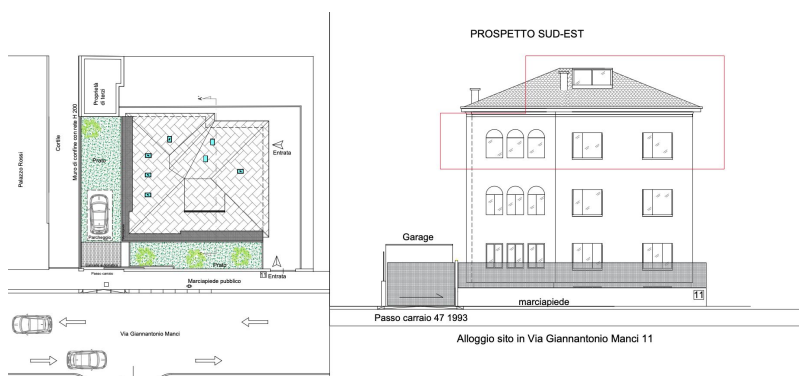 Palazzo Rossi
Cortile
Muro di confine con rete H 200
Proprietà
di terzi
Prato
Parcheggio
Passo carraio
Prato
Entrata
11 Entrata
Marciapiede pubblico
Via Giannantonio Manci
PROSPETTO SUD-EST
Garage
11
marciapiede
Passo carraio 47 1993
Alloggio sito in Via Giannantonio Manci 11